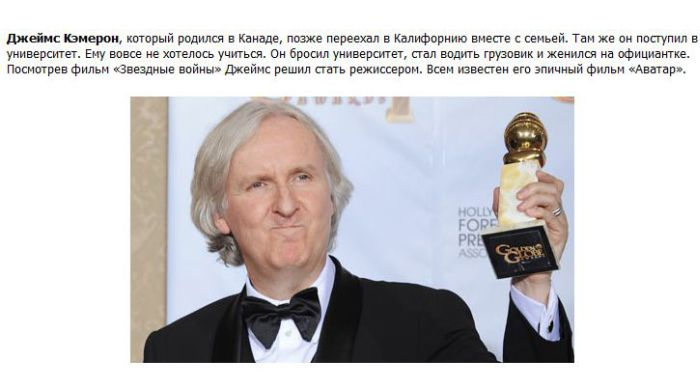 Джеймс Кэмерон, который родился в Канаде, позже переехал в Калифорнию вместе с семьей. Там же он поступил в
университет. Ему вовсе не хотелось учиться. Он бросил университет, стал водить грузовик и женился на официантке.
Посмотрев фильм «Звездные войны» Джеймс решил стать режиссером. Всем известен его эпичный фильм «Аватар».
HOLLY
FORE
PRE
ASSO
GOLDEN
GLOBE